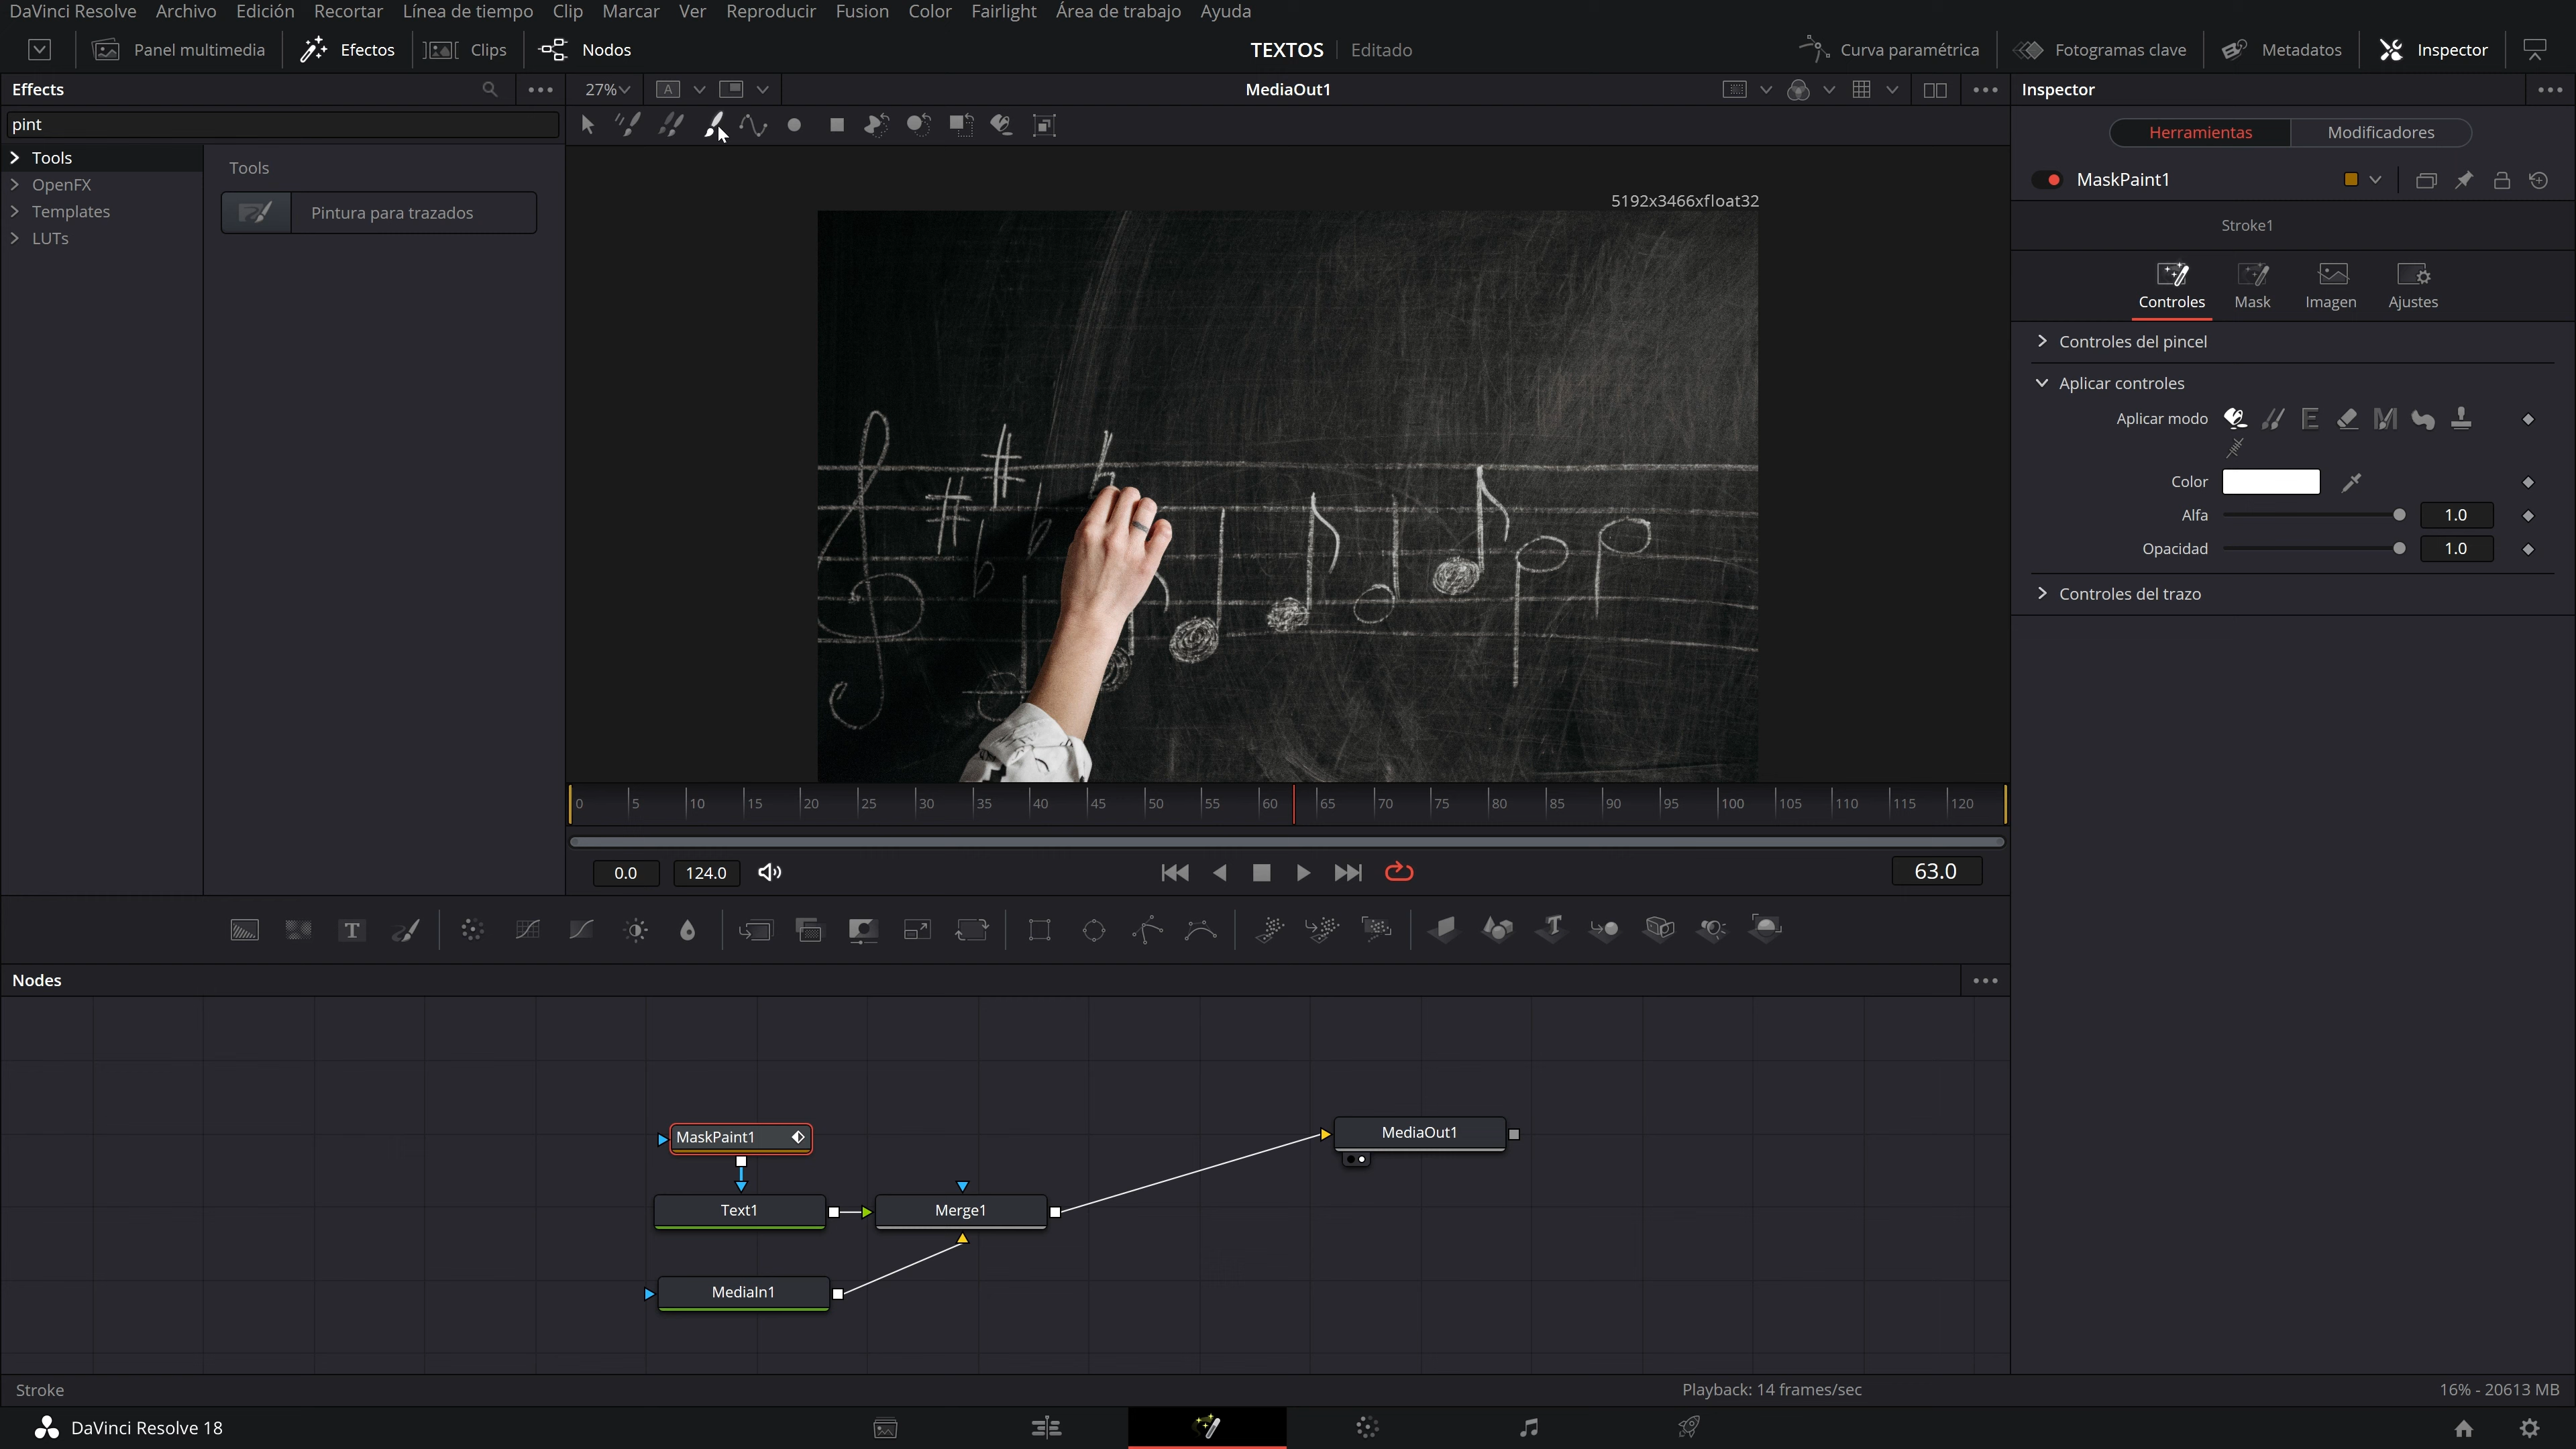 DaVinci Resolve Archivo Edición Recortar Línea de tiempo Clip Marcar Ver Reproducir Fusion Color Fairlight Área de trabajo Ayuda
Panel multimedia Efectos Clips Nodos TEXTOS Editado Curva paramétrica Fotogramas clave Metadatos Inspector
Effects 27% A MediaOut1 Inspector
pint
Herramientas Modificadores
Tools
OpenFX
Templates
LUTs
Tools
Pintura para trazados
5192x3466xfloat32
MaskPaint1
Stroke1
Controles Mask Imagen Ajustes
Controles del pincel
Aplicar controles
Aplicar modo
Color
Alfa 1.0
Opacidad 1.0
Controles del trazo
0 5 10 15 20 25 30 35 40 45 50 55 60 65 70 75 80 85 90 95 100 105 110 115 120
0.0 124.0 63.0
Nodes
MaskPaint1
MediaOut1
Text1 Merge1
MediaIn1
Stroke Playback: 14 frames/sec 16% - 20613 MB
DaVinci Resolve 18